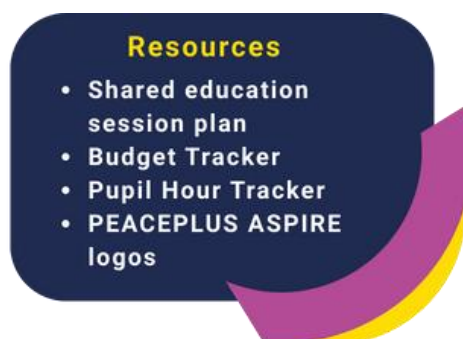 Resources
• Shared education
session plan
• Budget Tracker
• Pupil Hour Tracker
• PEACEPLUS ASPIRE
logos